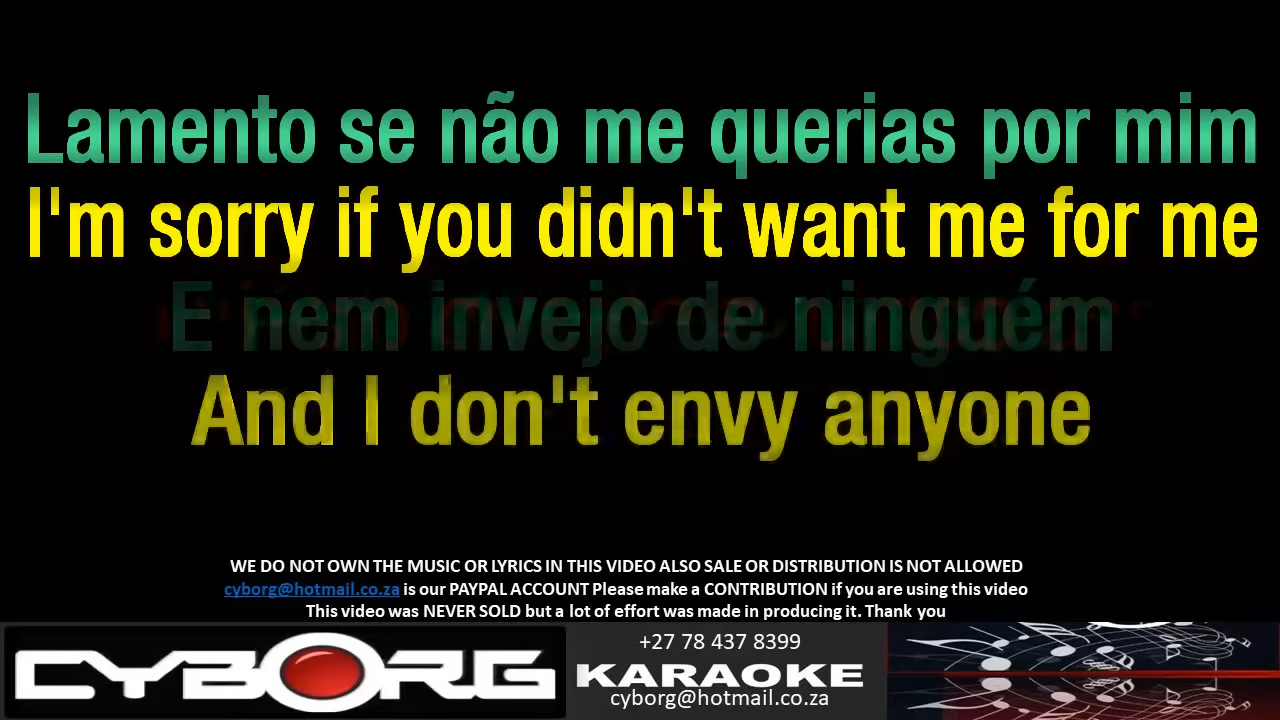 Lamento se não me querias por mim
I'm sorry if you didn't want me for me
E nem invejo de ninguém
And I don't envy anyone
WE DO NOT OWN THE MUSIC OR LYRICS IN THIS VIDEO ALSO SALE OR DISTRIBUTION IS NOT ALLOWED
cyborg@hotmail.co.za is our PAYPAL ACCOUNT Please make a CONTRIBUTION if you are using this video
This video was NEVER SOLD but a lot of effort was made in producing it. Thank you
CYBORG
+27 78 437 8399
KARAOKE
cyborg@hotmail.co.za